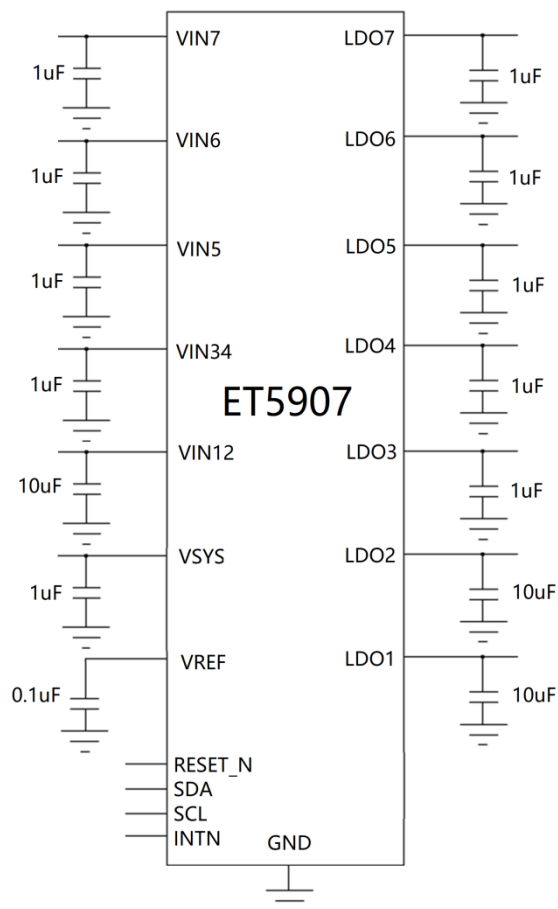 VIN7
LDO7
1uF
1uF
VIN6
LDO6
1uF
1uF
VIN5
LDO5
1uF
1uF
VIN34
LDO4
1uF
1uF
ET5907
VIN12
LDO3
10uF
1uF
VSYS
LDO2
1uF
10uF
VREF
LDO1
0.1uF
10uF
RESET_N
SDA
SCL
INTN
GND